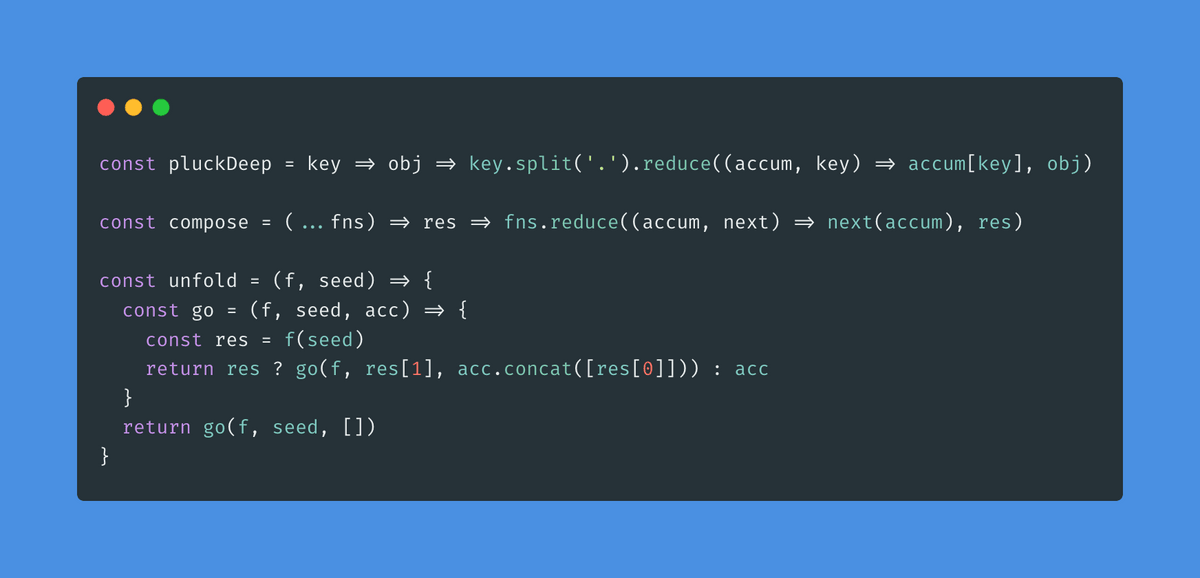 const pluckDeep = key => obj => key.split('.').reduce((accum, key) => accum[key], obj)
const compose = (...fns) => res => fns.reduce((accum, next) => next(accum), res)
const unfold = (f, seed) => {
  const go = (f, seed, acc) => {
    const res = f(seed)
    return res ? go(f, res[1], acc.concat([res[0]])) : acc
  }
  return go(f, seed, [])
}